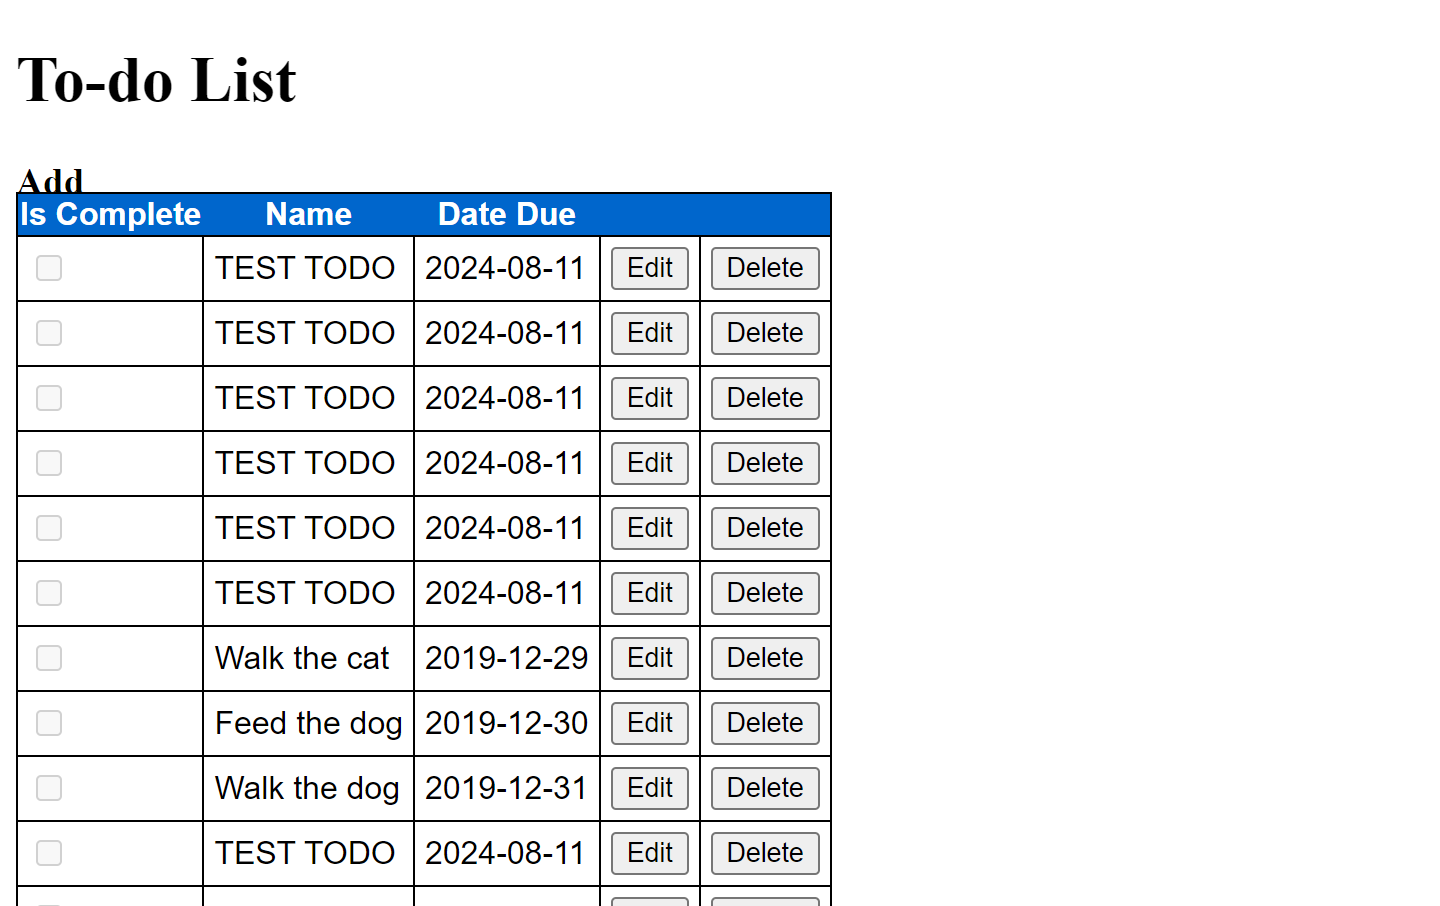 To-do List
Add
Is Complete Name Date Due
TEST TODO 2024-08-11 Edit Delete
TEST TODO 2024-08-11 Edit Delete
TEST TODO 2024-08-11 Edit Delete
TEST TODO 2024-08-11 Edit Delete
TEST TODO 2024-08-11 Edit Delete
TEST TODO 2024-08-11 Edit Delete
Walk the cat 2019-12-29 Edit Delete
Feed the dog 2019-12-30 Edit Delete
Walk the dog 2019-12-31 Edit Delete
TEST TODO 2024-08-11 Edit Delete